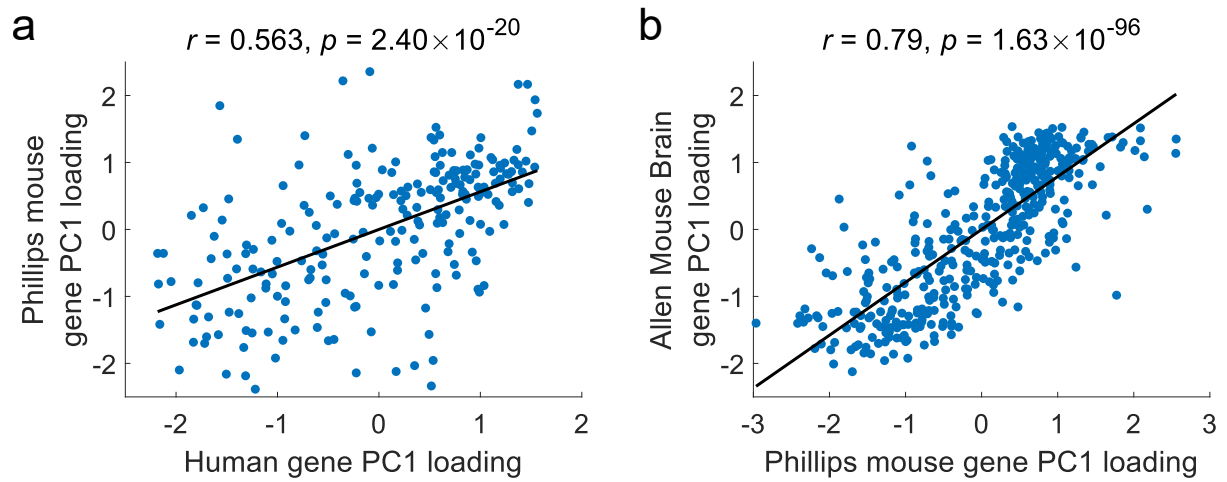 a
r = 0.563, p = 2.40×10^-20
Phillips mouse
gene PC1 loading
2
1
0
-1
-2
-2 -1 0 1 2
Human gene PC1 loading
b
r = 0.79, p = 1.63×10^-96
Allen Mouse Brain
gene PC1 loading
2
1
0
-1
-2
-3 -2 -1 0 1 2 3
Phillips mouse gene PC1 loading